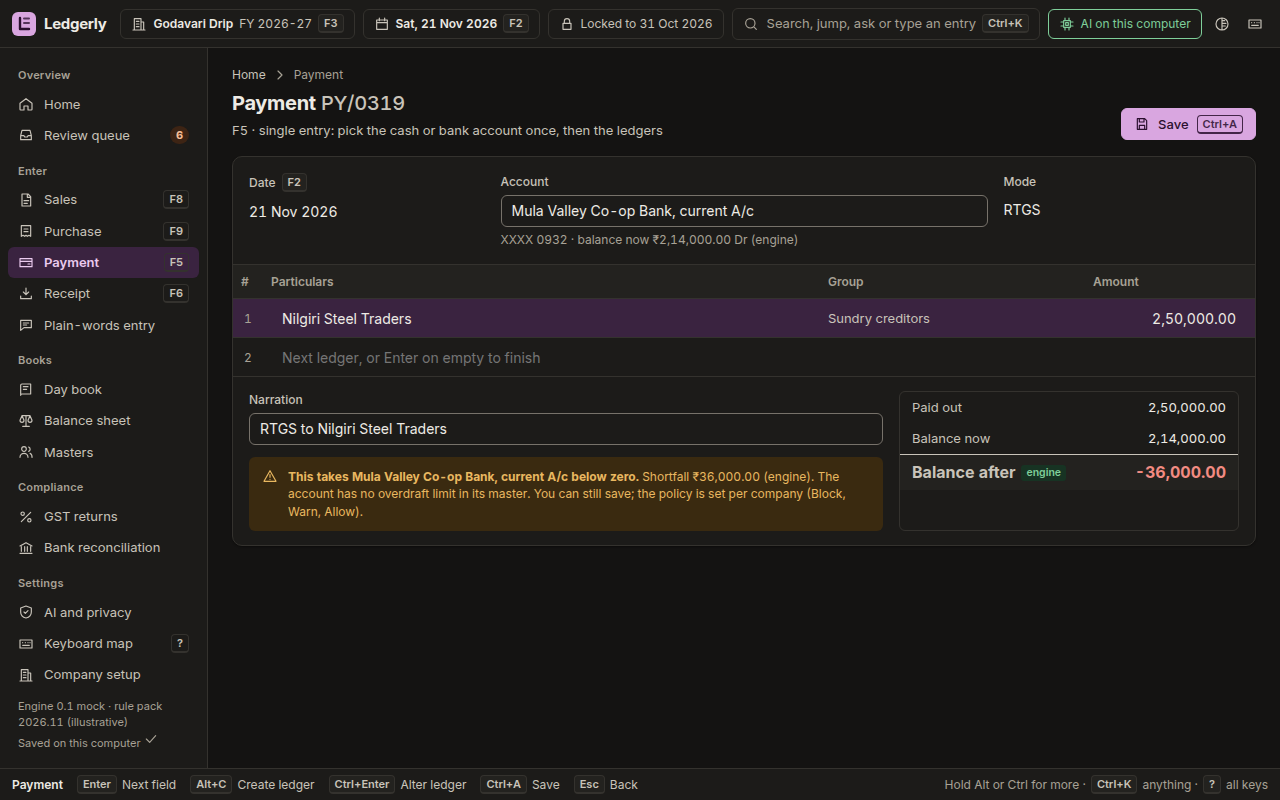 Ledgerly
Godavari Drip FY 2026-27 F3
Sat, 21 Nov 2026 F2
Locked to 31 Oct 2026
Search, jump, ask or type an entry Ctrl+K
AI on this computer
Overview
Home
Review queue 6
Enter
Sales F8
Purchase F9
Payment F5
Receipt F6
Plain-words entry
Books
Day book
Balance sheet
Masters
Compliance
GST returns
Bank reconciliation
Settings
AI and privacy
Keyboard map ?
Company setup
Engine 0.1 mock · rule pack
2026.11 (illustrative)
Saved on this computer
Home Payment
Payment PY/0319
F5 · single entry: pick the cash or bank account once, then the ledgers
Save Ctrl+A
Date F2
21 Nov 2026
Account
Mula Valley Co-op Bank, current A/c
XXXX 0932 · balance now ₹2,14,000.00 Dr (engine)
Mode
RTGS
# Particulars Group Amount
1 Nilgiri Steel Traders Sundry creditors 2,50,000.00
2 Next ledger, or Enter on empty to finish
Narration
RTGS to Nilgiri Steel Traders
This takes Mula Valley Co-op Bank, current A/c below zero. Shortfall ₹36,000.00 (engine). The
account has no overdraft limit in its master. You can still save; the policy is set per company (Block,
Warn, Allow).
Paid out 2,50,000.00
Balance now 2,14,000.00
Balance after engine -36,000.00
Payment Enter Next field Alt+C Create ledger Ctrl+Enter Alter ledger Ctrl+A Save Esc Back
Hold Alt or Ctrl for more · Ctrl+K anything · ? all keys